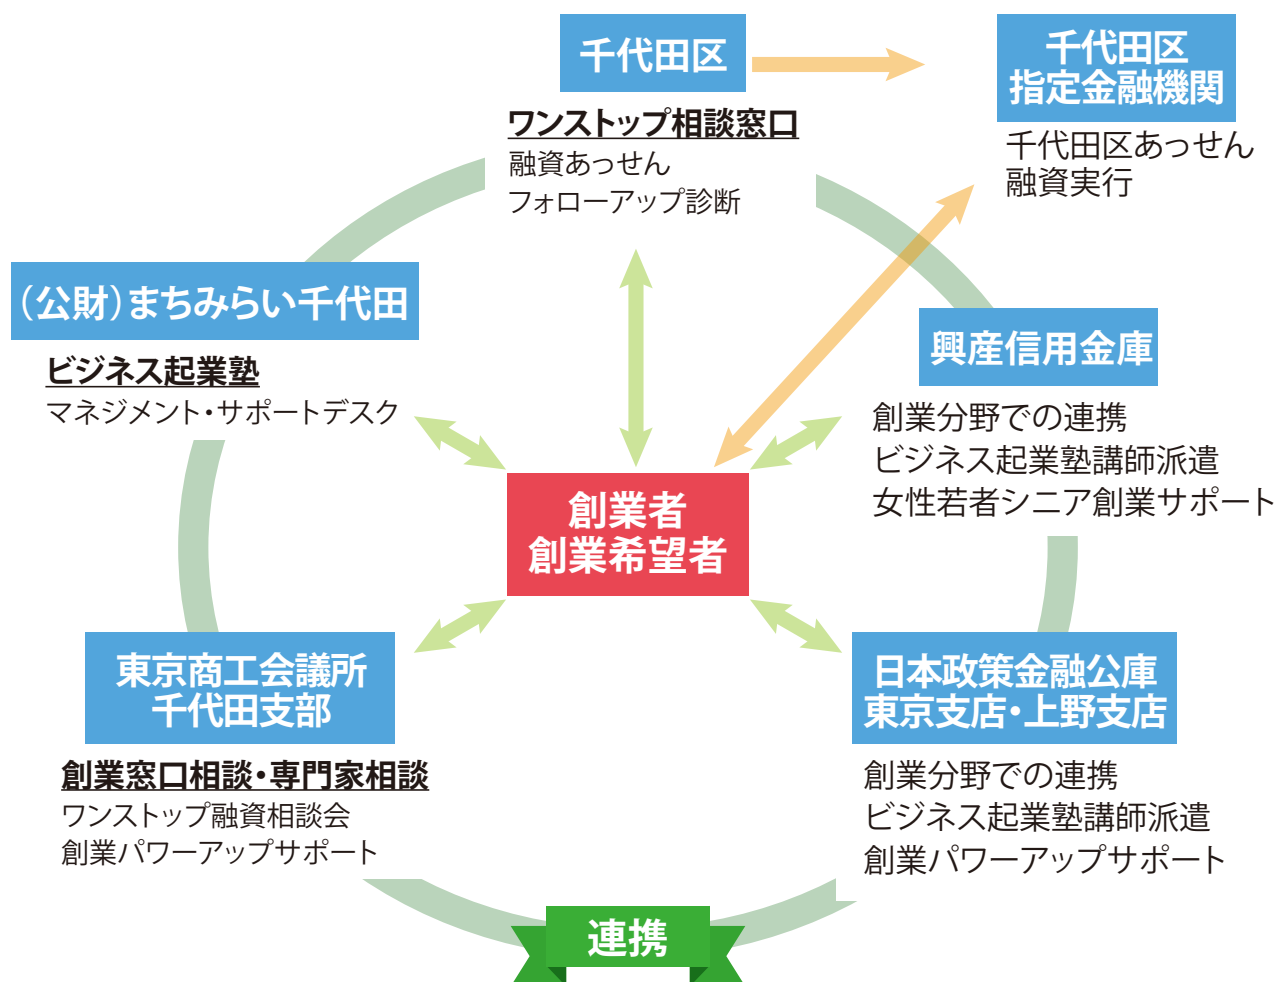 千代田区
ワンストップ相談窓口
融資あっせん
フォローアップ診断
千代田区
指定金融機関
千代田区あっせん
融資実行
（公財）まちみらい千代田
ビジネス起業塾
マネジメント・サポートデスク
興産信用金庫
創業分野での連携
ビジネス起業塾講師派遣
女性若者シニア創業サポート
創業者
創業希望者
東京商工会議所
千代田支部
創業窓口相談・専門家相談
ワンストップ融資相談会
創業パワーアップサポート
日本政策金融公庫
東京支店・上野支店
創業分野での連携
ビジネス起業塾講師派遣
創業パワーアップサポート
連携